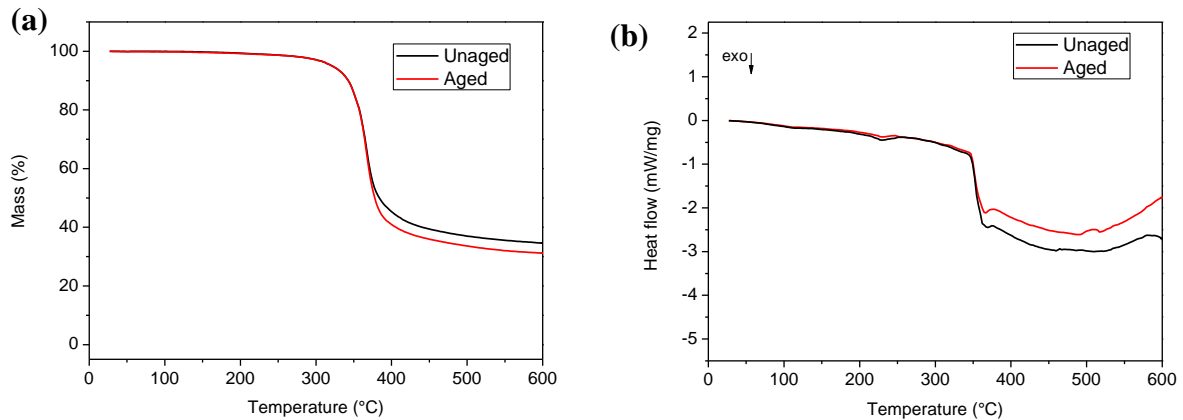 (a)
100
80
60
40
20
0
Mass (%)
Unaged
Aged
0 100 200 300 400 500 600
Temperature (°C)
(b)
2
1
0
-1
-2
-3
-4
-5
Heat flow (mW/mg)
exo
Unaged
Aged
0 100 200 300 400 500 600
Temperature (°C)